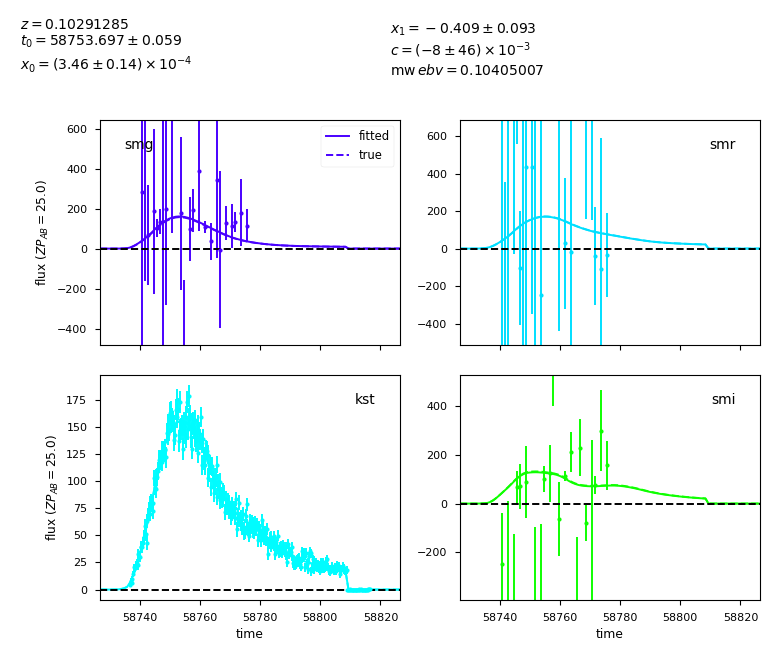 z = 0.10291285
t₀ = 58753.697 ± 0.059
x₀ = (3.46 ± 0.14) × 10⁻⁴
x₁ = −0.409 ± 0.093
c = (−8 ± 46) × 10⁻³
mw ebv = 0.10405007
smg
fitted
true
600
400
200
0
−200
−400
flux (ZP_AB = 25.0)
smr
600
400
200
0
−200
−400
kst
175
150
125
100
75
50
25
0
flux (ZP_AB = 25.0)
58740 58760 58780 58800 58820
time
smi
400
200
0
−200
58740 58760 58780 58800 58820
time